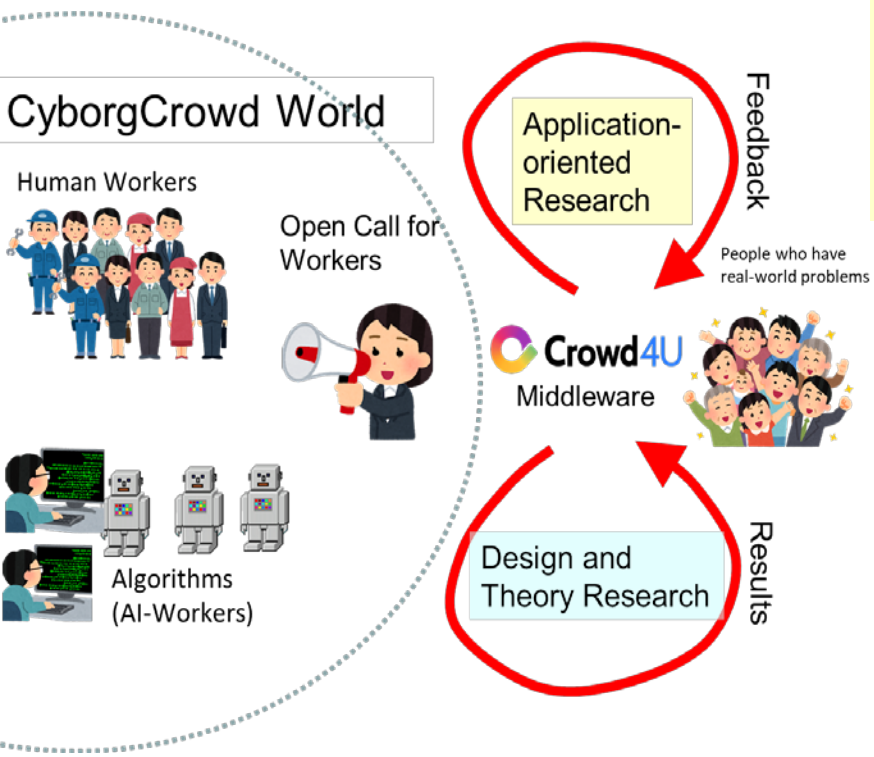 CyborgCrowd World
Human Workers
Open Call for
Workers
Algorithms
(AI-Workers)
Application-
oriented
Research
Feedback
People who have
real-world problems
Crowd4U
Middleware
Design and
Theory Research
Results